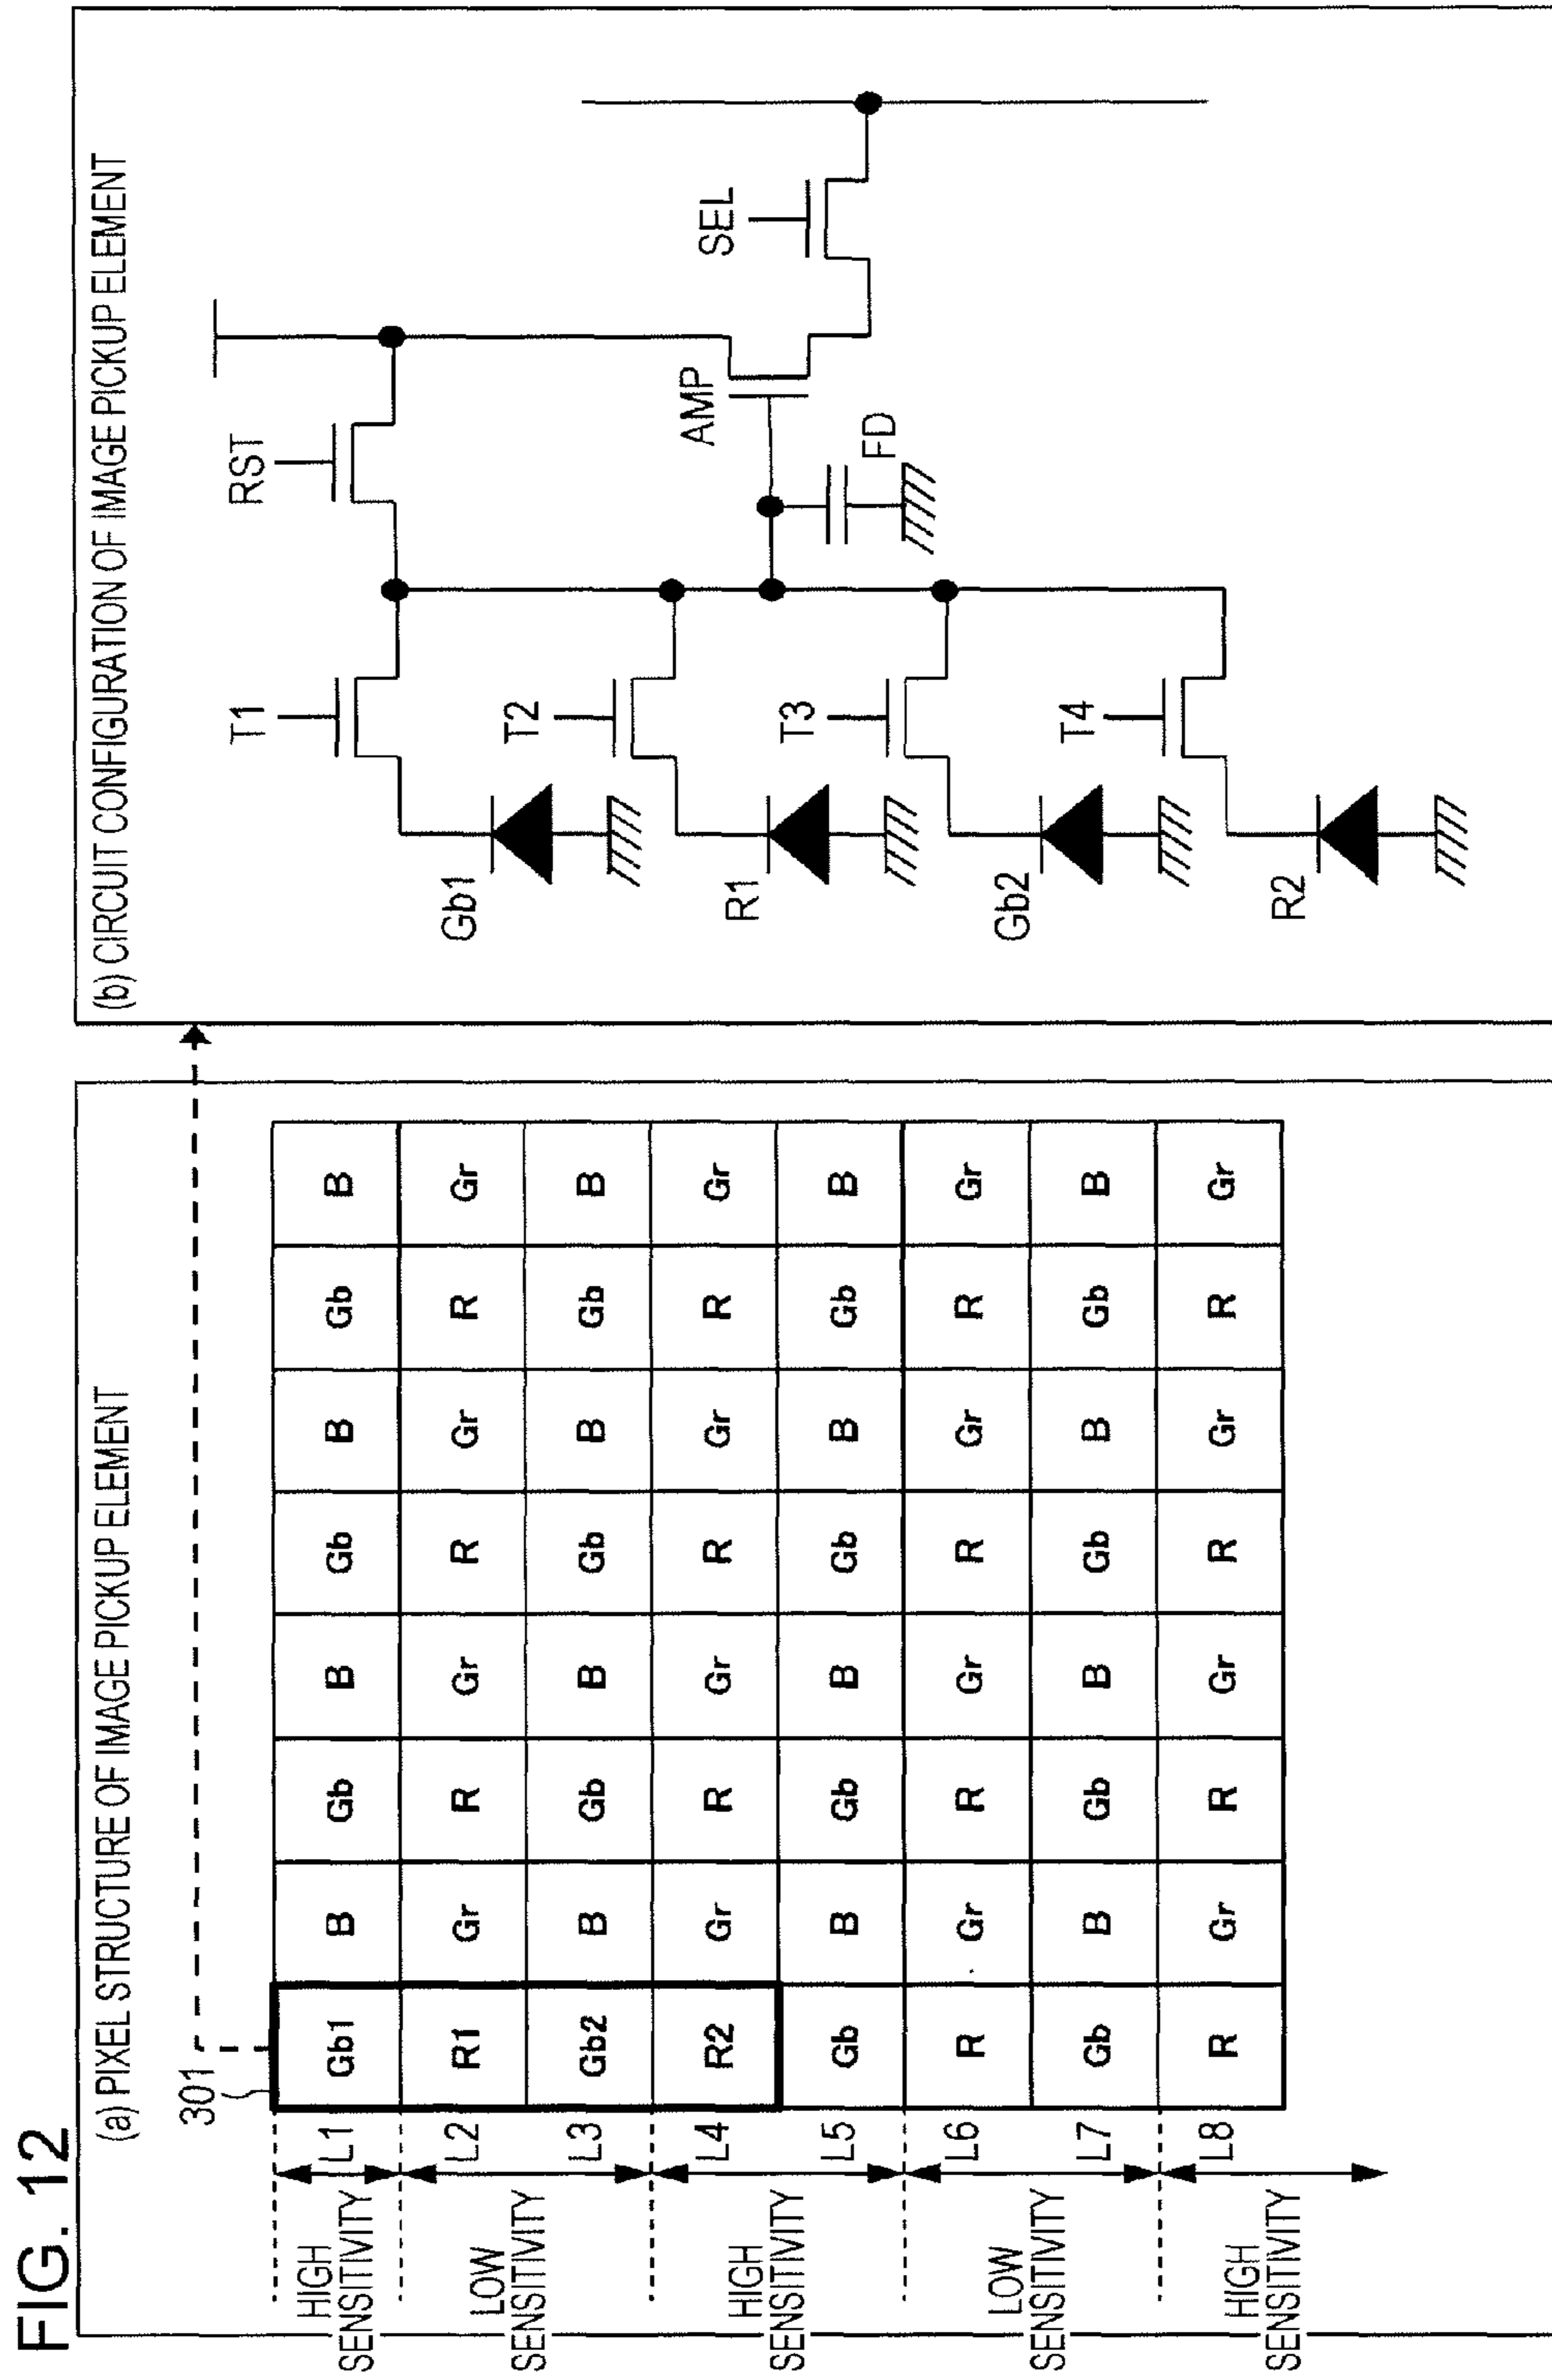 FIG. 12
(a) PIXEL STRUCTURE OF IMAGE PICKUP ELEMENT
301
HIGH
SENSITIVITY
LOW
SENSITIVITY
HIGH
SENSITIVITY
LOW
SENSITIVITY
HIGH
SENSITIVITY
L1 Gb1 B Gb B Gb B Gb B
L2 R1 Gr R Gr R Gr R Gr
L3 Gb2 B Gb B Gb B Gb B
L4 R2 Gr R Gr R Gr R Gr
L5 Gb B Gb B Gb B Gb B
L6 R Gr R Gr R Gr R Gr
L7 Gb B Gb B Gb B Gb B
L8 R Gr R Gr R Gr R Gr
(b) CIRCUIT CONFIGURATION OF IMAGE PICKUP ELEMENT
T1
RST
Gb1
T2
AMP
SEL
R1
FD
T3
Gb2
T4
R2